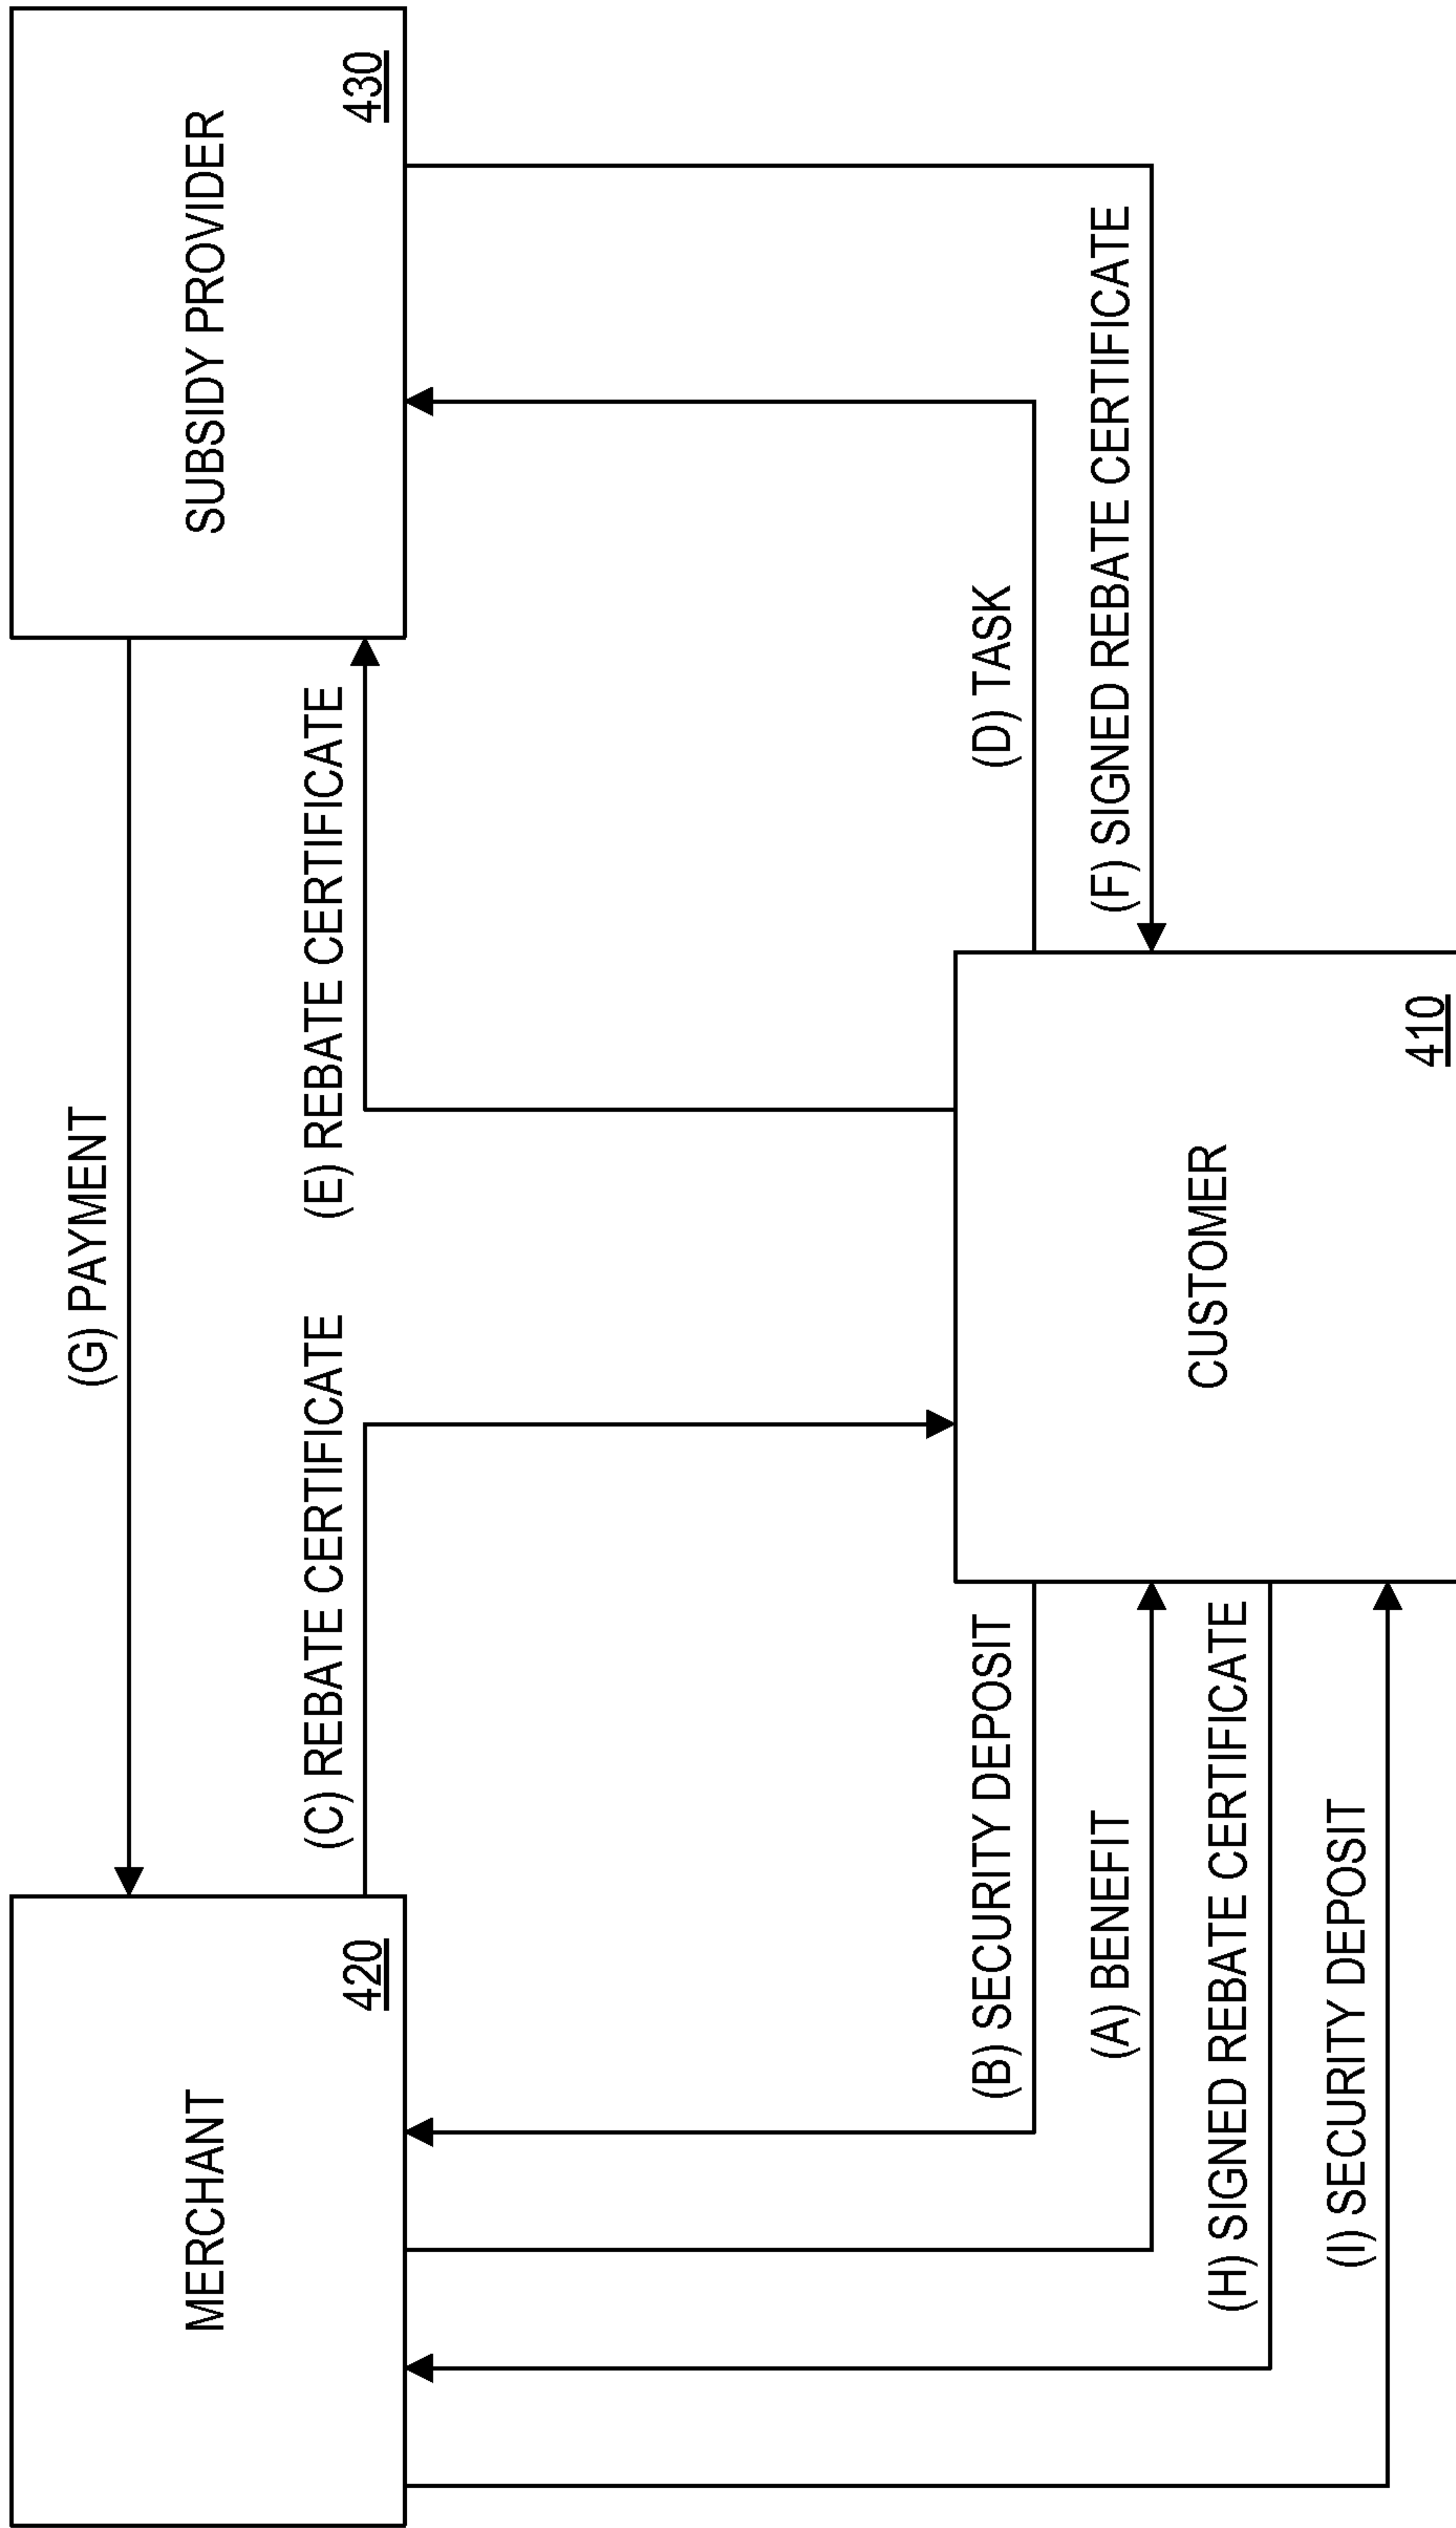 (G) PAYMENT
MERCHANT
420
SUBSIDY PROVIDER
430
(C) REBATE CERTIFICATE
(E) REBATE CERTIFICATE
(B) SECURITY DEPOSIT
(D) TASK
(A) BENEFIT
(F) SIGNED REBATE CERTIFICATE
(H) SIGNED REBATE CERTIFICATE
CUSTOMER
(I) SECURITY DEPOSIT
410